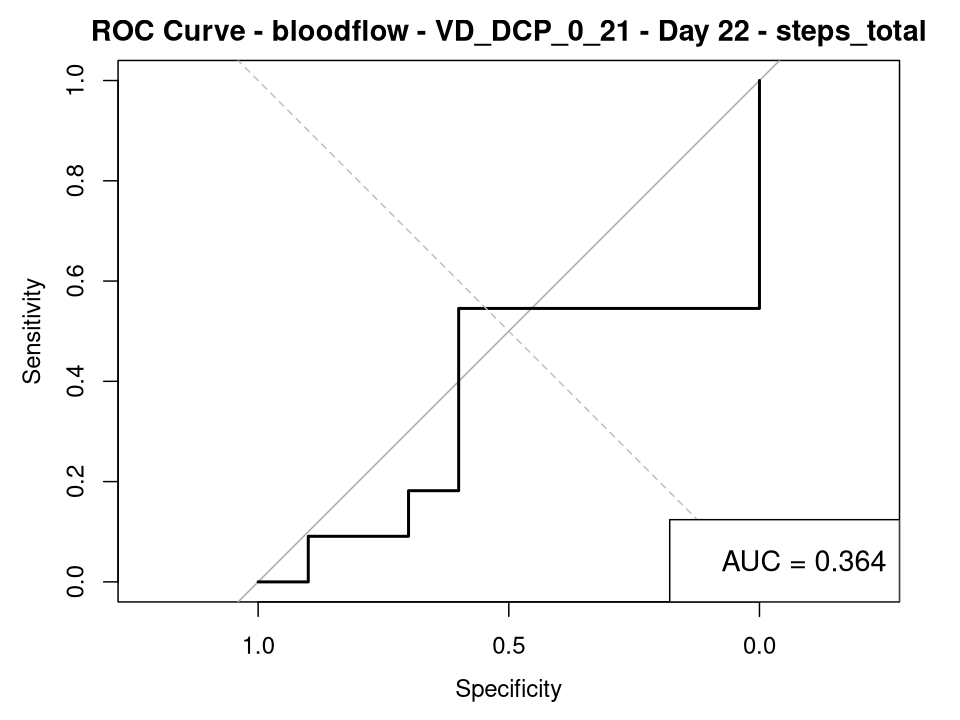 ROC Curve - bloodflow - VD_DCP_0_21 - Day 22 - steps_total
Sensitivity
1.0
0.8
0.6
0.4
0.2
0.0
AUC = 0.364
1.0 0.5 0.0
Specificity